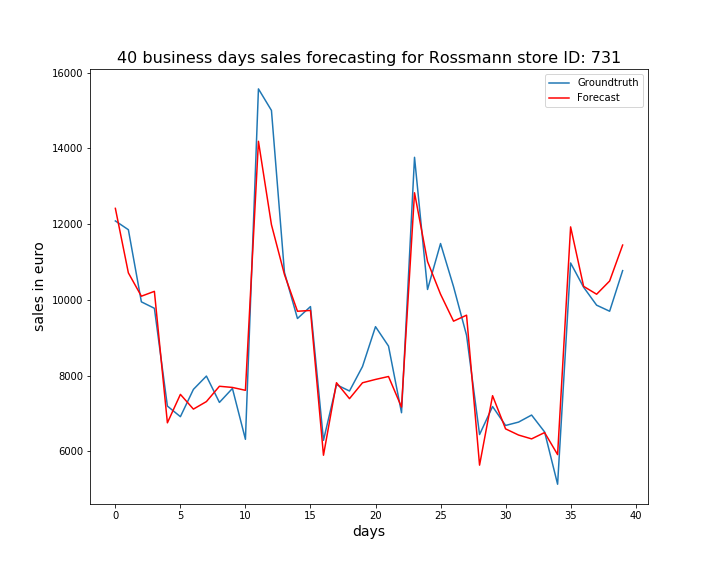 40 business days sales forecasting for Rossmann store ID: 731
Groundtruth
Forecast
16000
14000
12000
10000
8000
6000
sales in euro
0 5 10 15 20 25 30 35 40
days